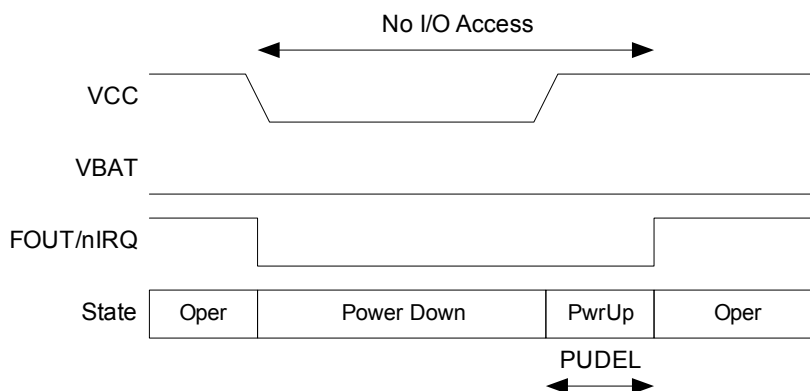 No I/O Access
VCC
VBAT
FOUT/nIRQ
State Oper Power Down PwrUp Oper
PUDEL